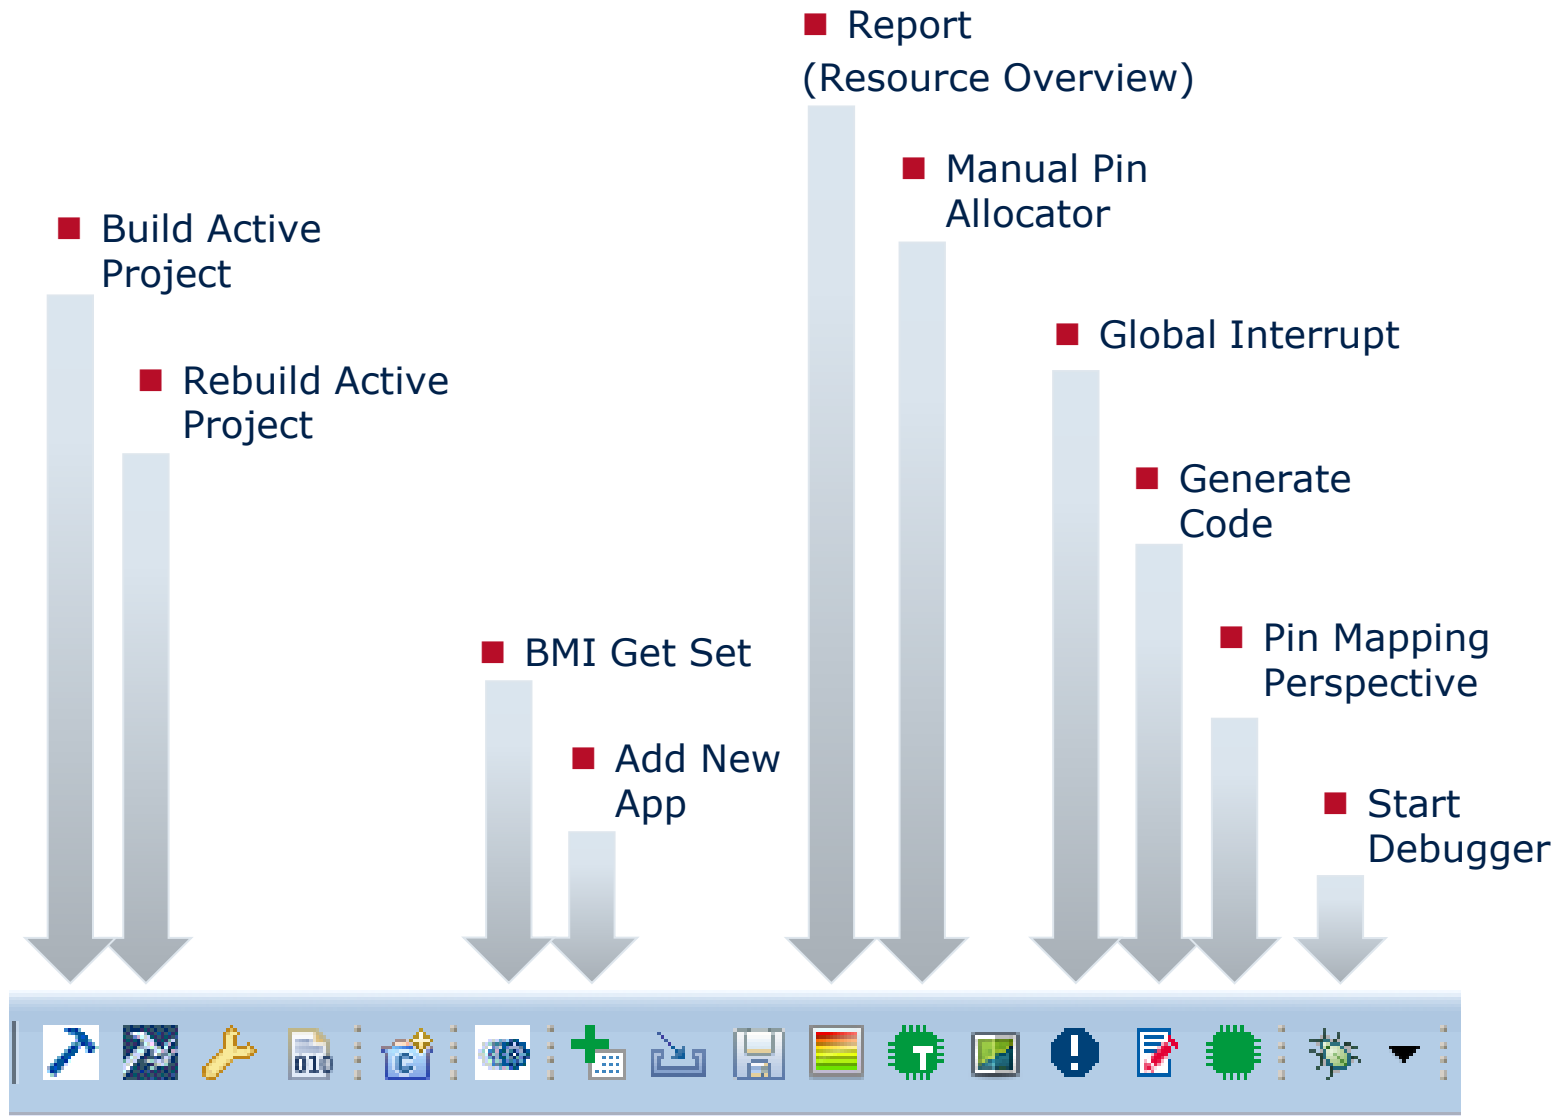 Report
(Resource Overview)
Manual Pin
Allocator
Build Active
Project
Global Interrupt
Rebuild Active
Project
Generate
Code
BMI Get Set
Pin Mapping
Perspective
Add New
App
Start
Debugger
010
C
T